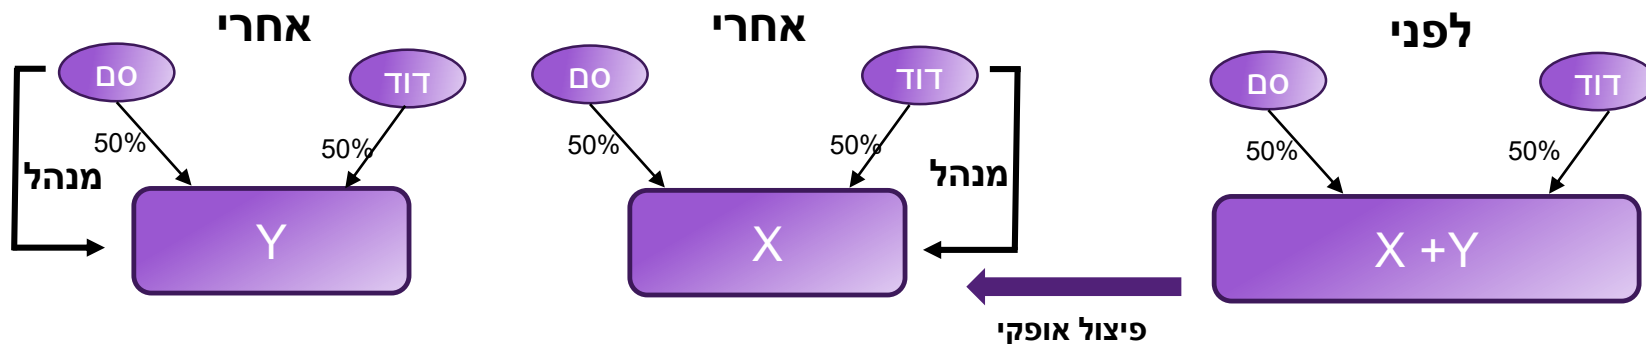 לפני
דוד
סם
50%
50%
X +Y
פיצול אופקי
אחרי
דוד
סם
50%
50%
מנהל
X
אחרי
דוד
סם
50%
50%
מנהל
Y